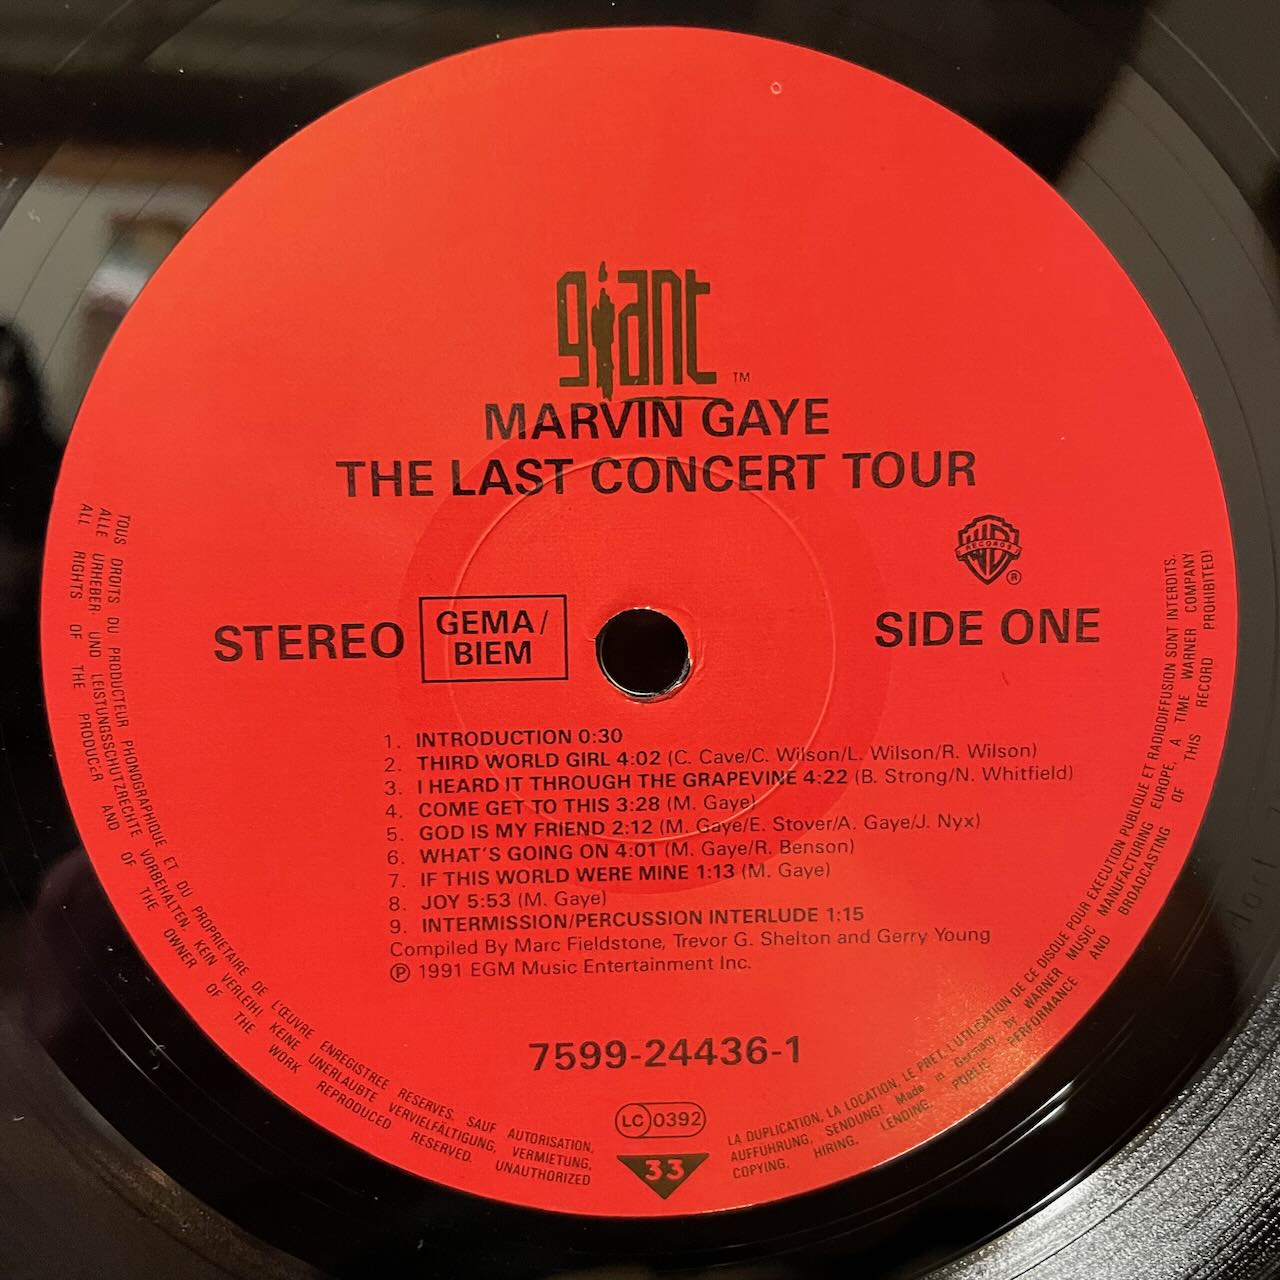 giant TM
MARVIN GAYE
THE LAST CONCERT TOUR
RECORDS ®
STEREO
GEMA/
BIEM
SIDE ONE
1. INTRODUCTION 0:30
2. THIRD WORLD GIRL 4:02 (C. Cave/C. Wilson/L. Wilson/R. Wilson)
3. I HEARD IT THROUGH THE GRAPEVINE 4:22 (B. Strong/N. Whitfield)
4. COME GET TO THIS 3:28 (M. Gaye)
5. GOD IS MY FRIEND 2:12 (M. Gaye/E. Stover/A. Gaye/J. Nyx)
6. WHAT'S GOING ON 4:01 (M. Gaye/R. Benson)
7. IF THIS WORLD WERE MINE 1:13 (M. Gaye)
8. JOY 5:53 (M. Gaye)
9. INTERMISSION/PERCUSSION INTERLUDE 1:15
Compiled By Marc Fieldstone, Trevor G. Shelton and Gerry Young
℗ 1991 EGM Music Entertainment Inc.
7599-24436-1
LC 0392
33
TOUS DROITS DU PRODUCTEUR PHONOGRAPHIQUE ET DU PROPRIETAIRE DE L'ŒUVRE ENREGISTREE RESERVES. SAUF AUTORISATION, LA DUPLICATION, LA LOCATION, LE PRET, L'UTILISATION DE CE DISQUE POUR EXECUTION PUBLIQUE ET RADIODIFFUSION SONT INTERDITS.
ALLE URHEBER- UND LEISTUNGSSCHUTZRECHTE VORBEHALTEN. KEIN VERLEIH! KEINE UNERLAUBTE VERVIELFÄLTIGUNG, VERMIETUNG, AUFFÜHRUNG, SENDUNG! Made in Germany by WARNER MUSIC MANUFACTURING EUROPE, A TIME WARNER COMPANY
ALL RIGHTS OF THE PRODUCER AND OF THE OWNER OF THE WORK REPRODUCED RESERVED. UNAUTHORIZED COPYING. HIRING. LENDING. PUBLIC PERFORMANCE AND BROADCASTING OF THIS RECORD PROHIBITED!